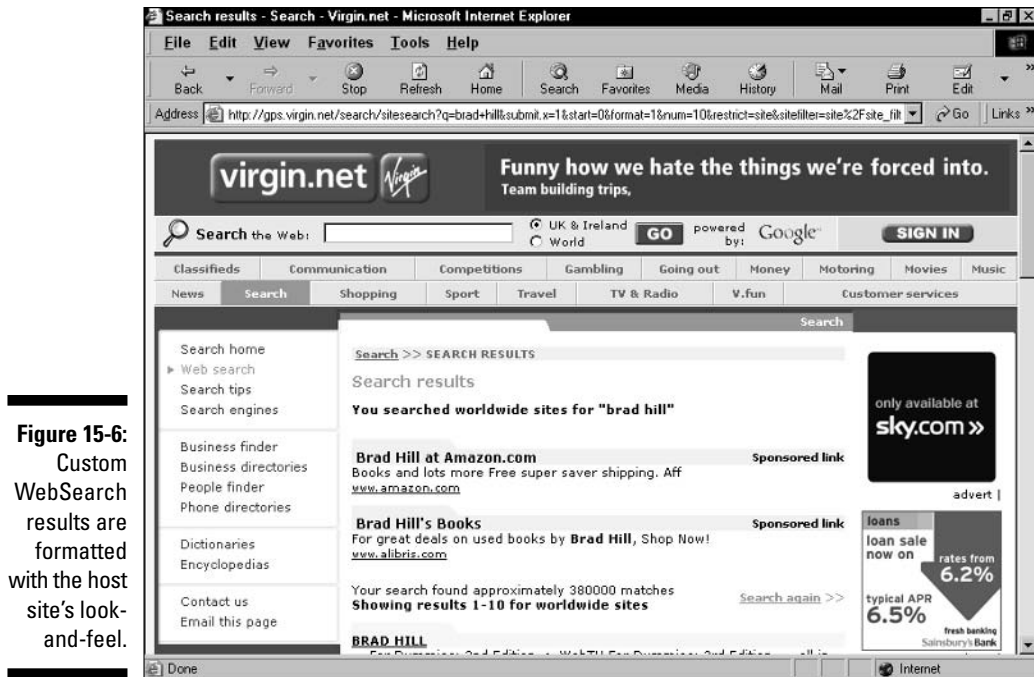 Search results - Search - Virgin.net - Microsoft Internet Explorer
File Edit View Favorites Tools Help
Back Forward Stop Refresh Home Search Favorites Media History Mail Print Edit
Address http://gps.virgin.net/search/sitesearch?q=brad+hill&submit.x=1&start=0&format=1&num=10&restrict=site&sitefilter=site%2Fsite_filt Go Links
virgin.net Virgin
Funny how we hate the things we're forced into.
Team building trips,
Search the Web: UK & Ireland World GO powered by: Google SIGN IN
Classifieds Communication Competitions Gambling Going out Money Motoring Movies Music
News Search Shopping Sport Travel TV & Radio V.fun Customer services
Search
Search home
Web search
Search tips
Search engines
Business finder
Business directories
People finder
Phone directories
Dictionaries
Encyclopedias
Contact us
Email this page
Search >> SEARCH RESULTS
Search results
You searched worldwide sites for "brad hill"
Brad Hill at Amazon.com Sponsored link
Books and lots more Free super saver shipping. Aff
www.amazon.com
Brad Hill's Books Sponsored link
For great deals on used books by Brad Hill, Shop Now!
www.alibris.com
Your search found approximately 380000 matches
Showing results 1-10 for worldwide sites Search again >>
BRAD HILL
only available at
sky.com »
advert |
loans
loan sale
now on
rates from
6.2%
typical APR
6.5%
fresh banking
Sainsbury's Bank
Done Internet
Figure 15-6:
Custom
WebSearch
results are
formatted
with the host
site's look-
and-feel.